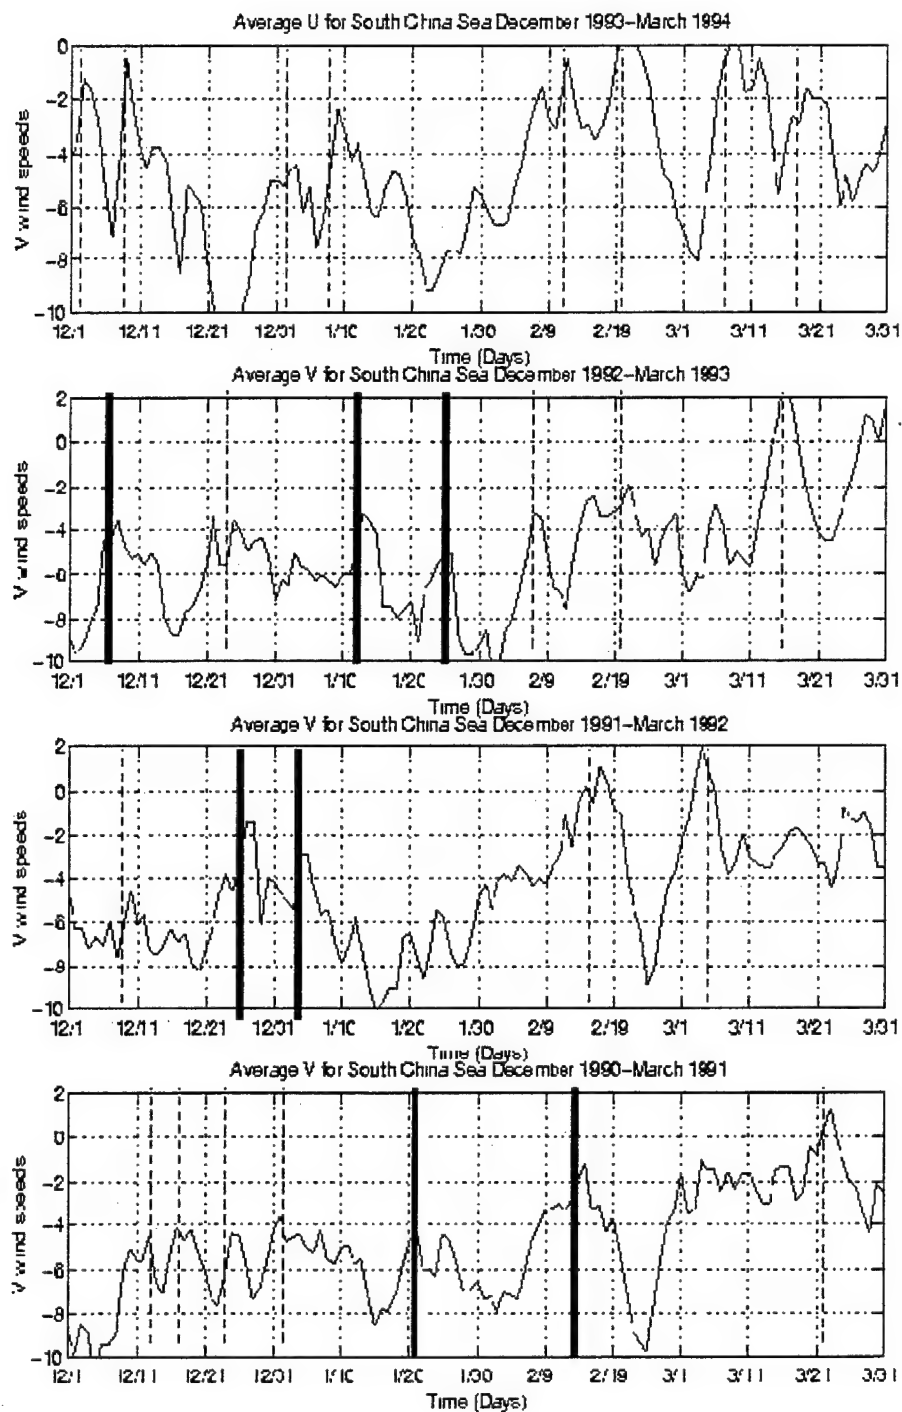 Average U for South China Sea December 1993–March 1994
0
-2
-4
-6
-8
-10
V wind speeds
12/1 12/11 12/21 12/31 1/10 1/20 1/30 2/9 2/19 3/1 3/11 3/21 3/31
Time (Days)
Average V for South China Sea December 1992–March 1993
2
0
-2
-4
-6
-8
-10
V wind speeds
12/1 12/11 12/21 12/31 1/10 1/20 1/30 2/9 2/19 3/1 3/11 3/21 3/31
Time (Days)
Average V for South China Sea December 1991–March 1992
2
0
-2
-4
-6
-8
-10
V wind speeds
12/1 12/11 12/21 12/31 1/10 1/20 1/30 2/9 2/19 3/1 3/11 3/21 3/31
Time (Days)
Average V for South China Sea December 1990–March 1991
2
0
-2
-4
-6
-8
-10
V wind speeds
12/1 12/11 12/21 12/31 1/10 1/20 1/30 2/9 2/19 3/1 3/11 3/21 3/31
Time (Days)